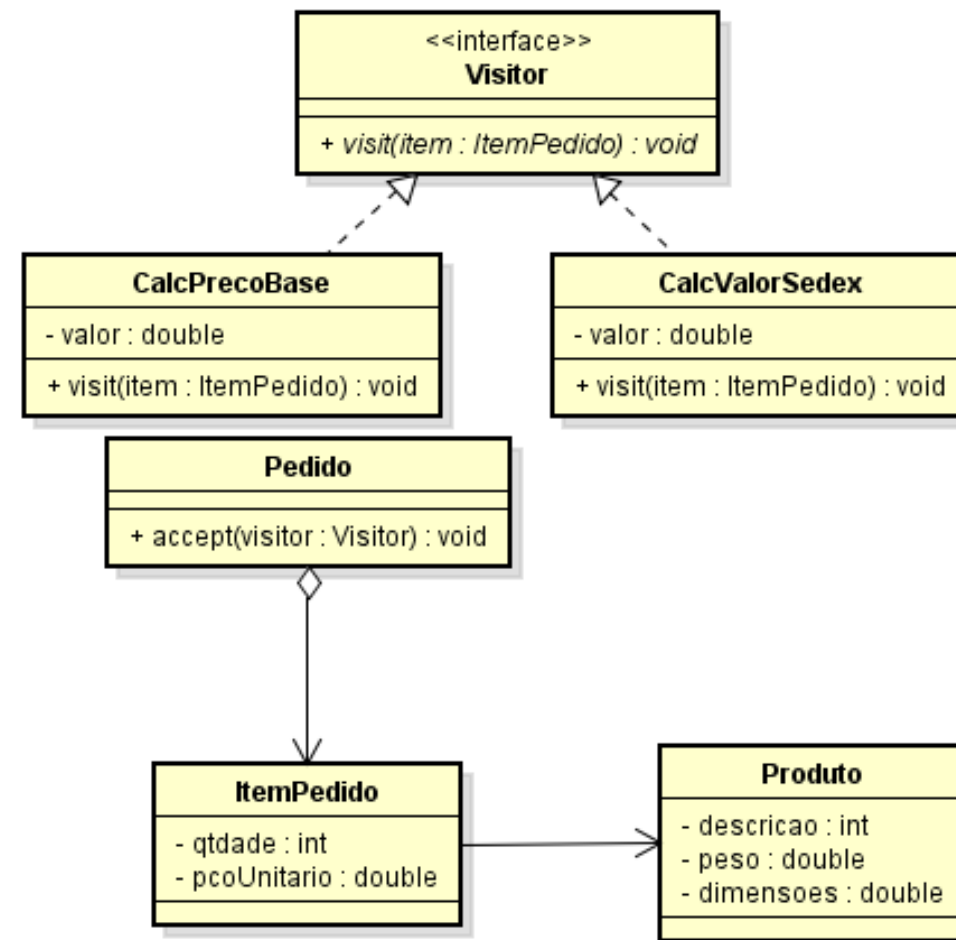 <<interface>>
Visitor
+ visit(item : ItemPedido) : void
CalcPrecoBase
- valor : double
+ visit(item : ItemPedido) : void
CalcValorSedex
- valor : double
+ visit(item : ItemPedido) : void
Pedido
+ accept(visitor : Visitor) : void
ItemPedido
- qtdade : int
- pcoUnitario : double
Produto
- descricao : int
- peso : double
- dimensoes : double